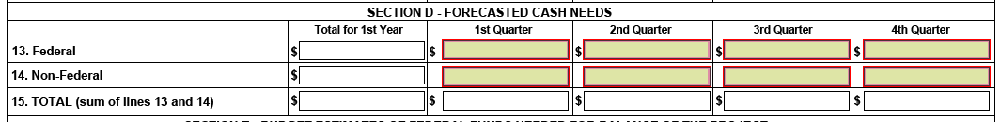 SECTION D - FORECASTED CASH NEEDS
Total for 1st Year 1st Quarter 2nd Quarter 3rd Quarter 4th Quarter
13. Federal $ $ $ $ $
14. Non-Federal $
15. TOTAL (sum of lines 13 and 14) $ $ $ $ $